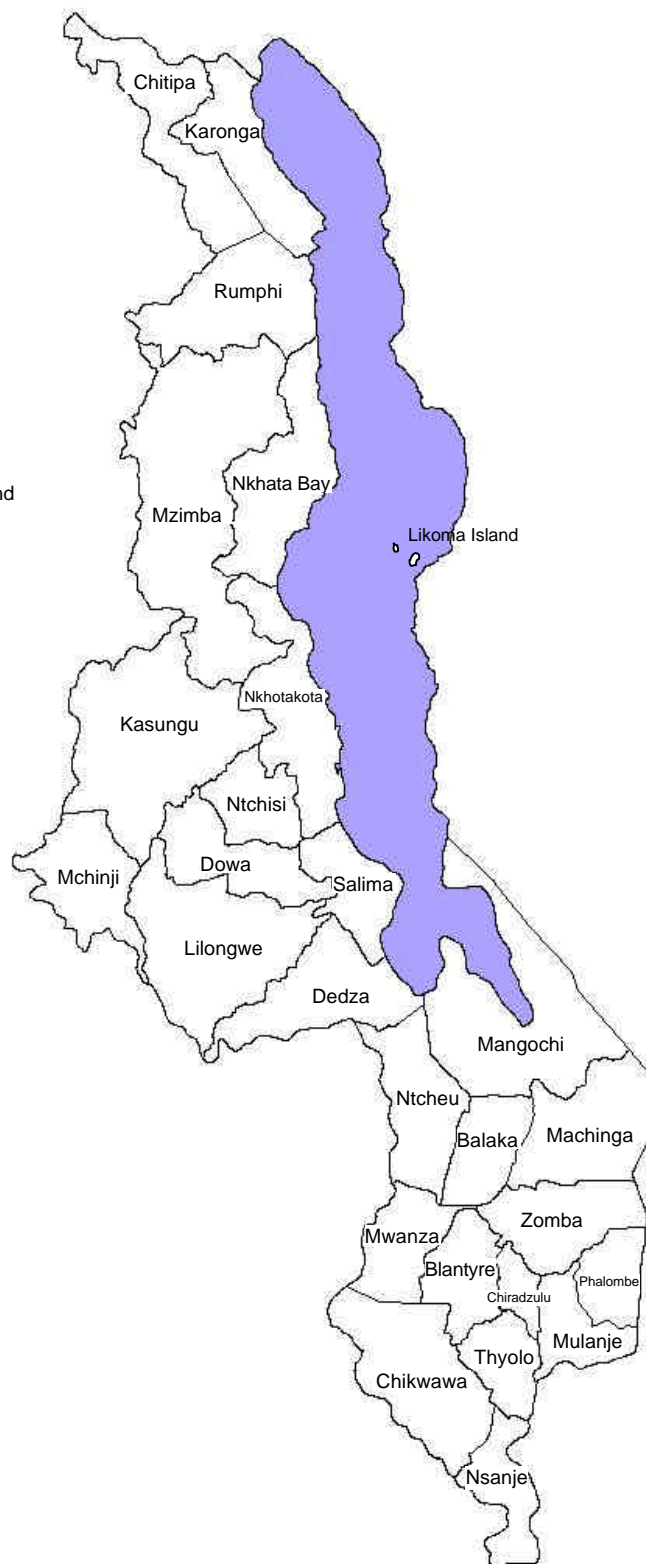 Chitipa
Karonga
Rumphi
Nkhata Bay
nd
Mzimba
Likoma Island
Nkhotakota
Kasungu
Ntchisi
Dowa
Mchinji
Salima
Lilongwe
Dedza
Mangochi
Ntcheu
Balaka
Machinga
Zomba
Mwanza
Blantyre
Phalombe
Chiradzulu
Mulanje
Thyolo
Chikwawa
Nsanje